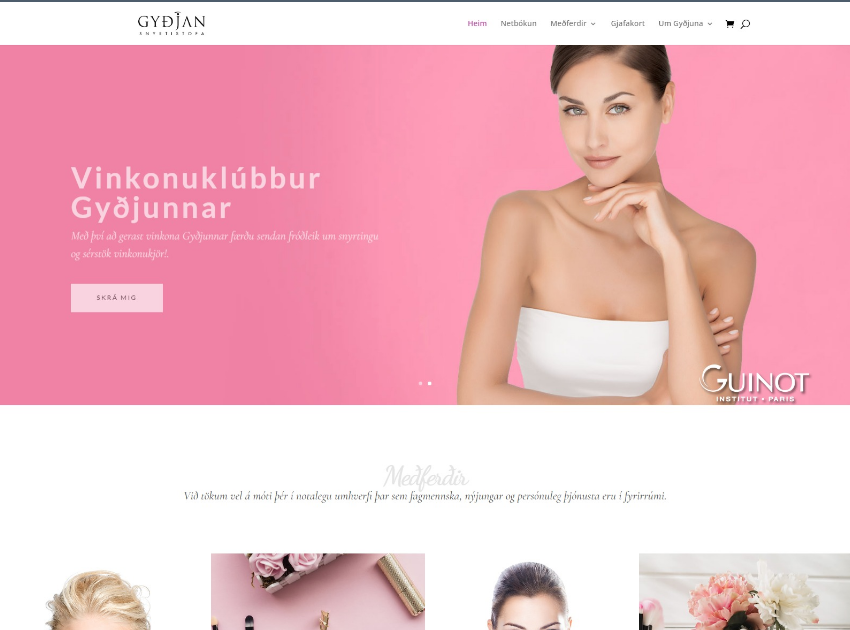 GYÐJAN
SNYRTISTOFA
Heim
Netbókun
Meðferdir
Gjafakort
Um Gyðjuna
Vinkonuklúbbur
Gyðjunnar
Með því að gerast vinkona Gyðjunnar færðu sendan fróðleik um snyrtingu
og sérstök vinkonukjör!.
SKRÁ MIG
GUINOT
INSTITUT • PARIS
Meðferðir
Við tökum vel á móti þér í notalegu umhverfi þar sem fagmennska, nýjungar og persónuleg þjónusta eru í fyrirrúmi.